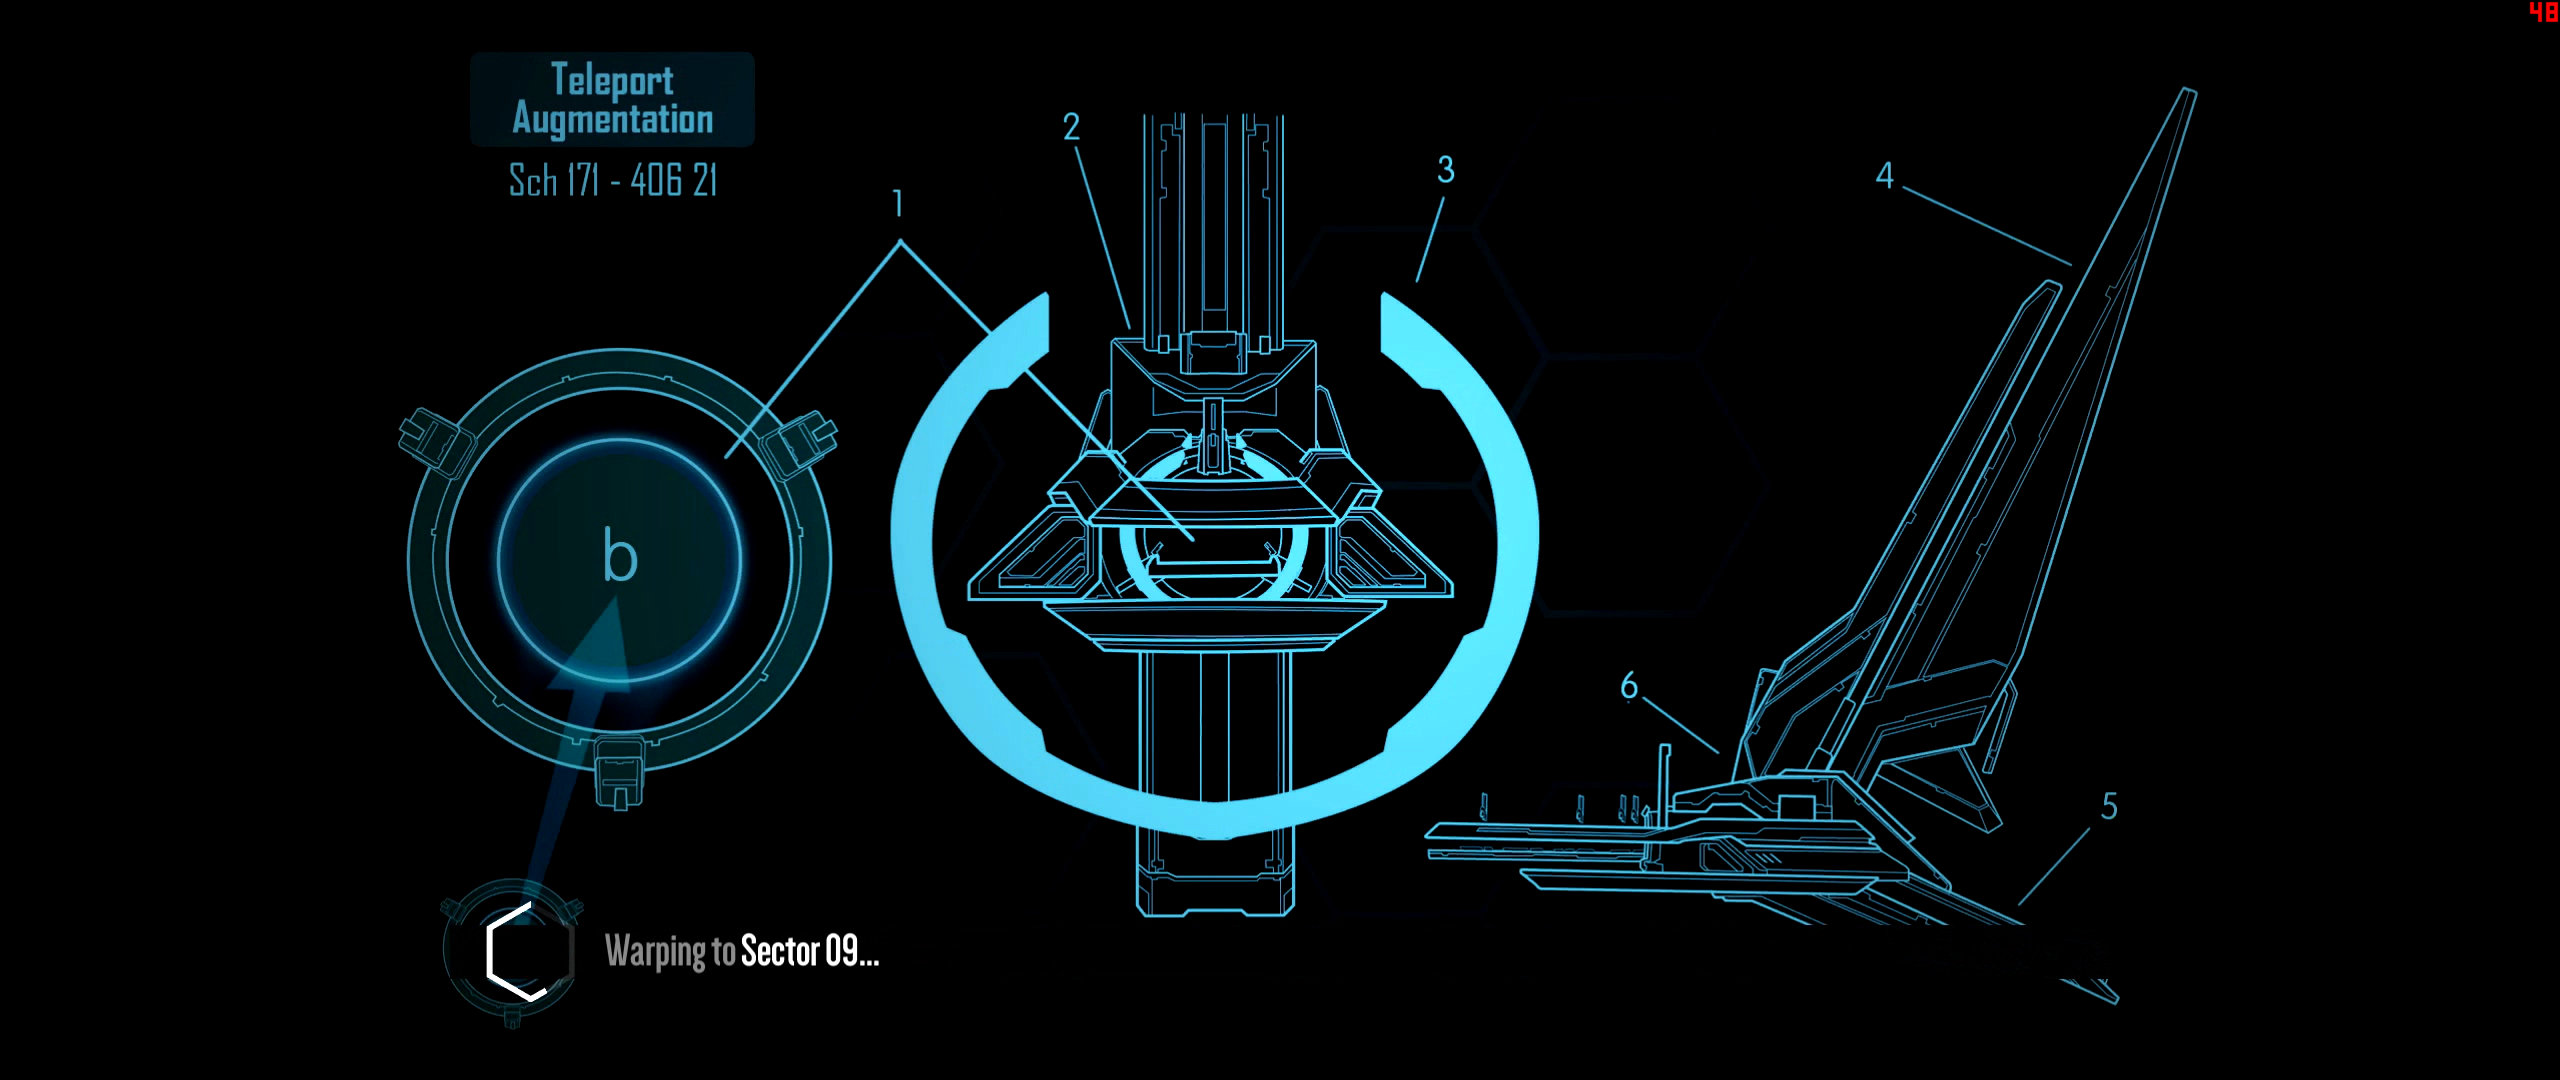 48
Teleport
Augmentation
Sch 171 - 406 21
1
2
3
4
b
6
5
Warping to Sector 09...